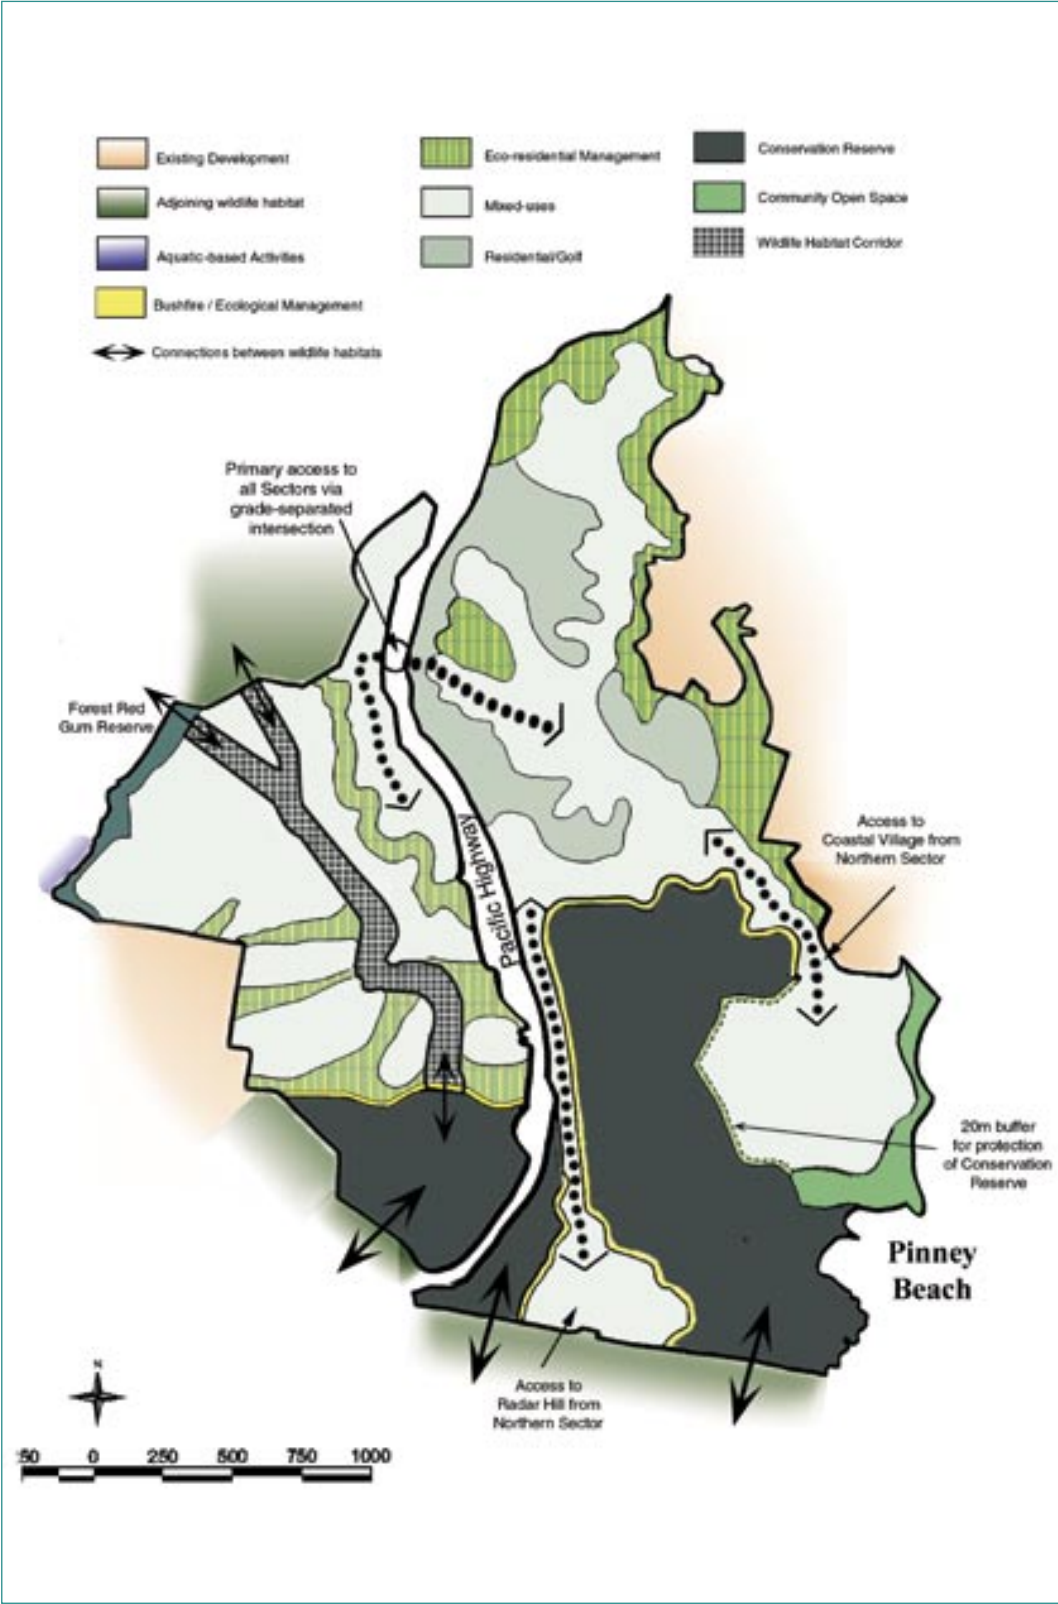 Existing Development
Adjoining wildlife habitat
Aquatic-based Activities
Bushfire / Ecological Management
Connections between wildlife habitats
Eco-residential Management
Mixed-uses
Residential/Golf
Conservation Reserve
Community Open Space
Wildlife Habitat Corridor
Primary access to
all Sectors via
grade-separated
intersection
Forest Red
Gum Reserve
Pacific Highway
Access to
Coastal Village from
Northern Sector
20m buffer
for protection
of Conservation
Reserve
Pinney
Beach
Access to
Radar Hill from
Northern Sector
N
50 0 250 500 750 1000